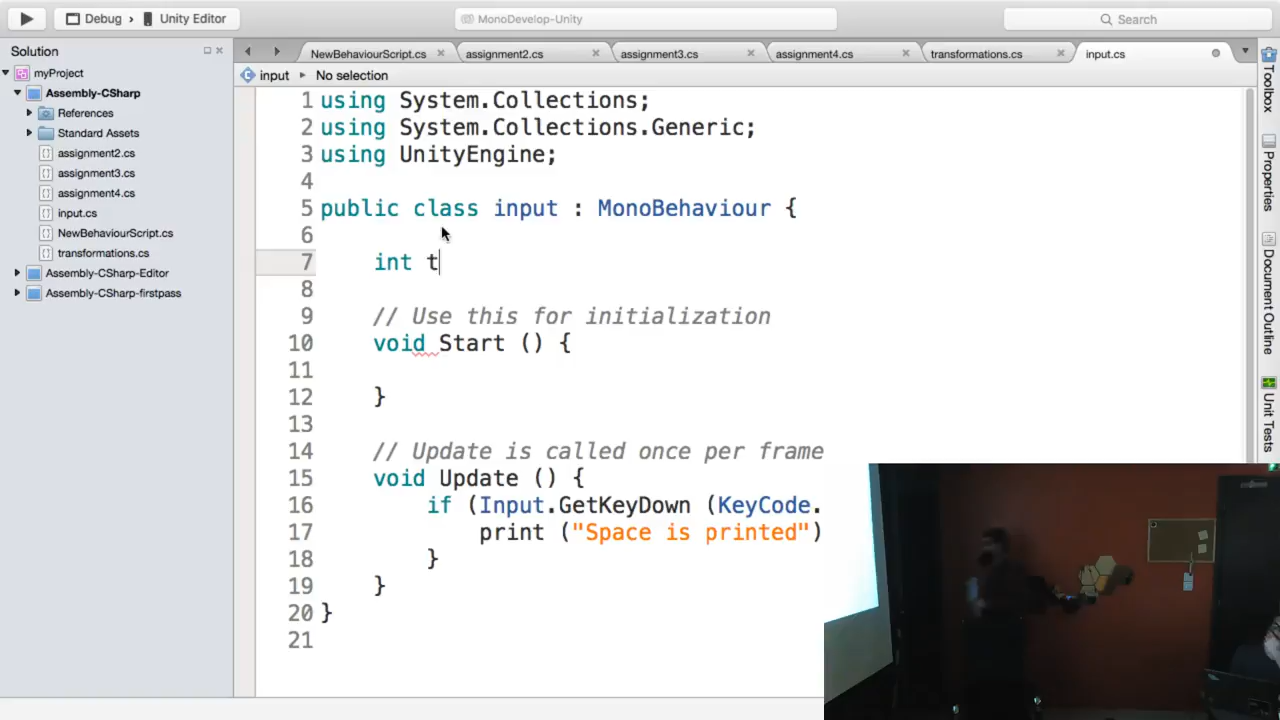 Debug › Unity Editor
MonoDevelop-Unity
Search
Solution
myProject
Assembly-CSharp
References
Standard Assets
assignment2.cs
assignment3.cs
assignment4.cs
input.cs
NewBehaviourScript.cs
transformations.cs
Assembly-CSharp-Editor
Assembly-CSharp-firstpass
NewBehaviourScript.cs
assignment2.cs
assignment3.cs
assignment4.cs
transformations.cs
input.cs
input No selection
1 using System.Collections;
2 using System.Collections.Generic;
3 using UnityEngine;
4
5 public class input : MonoBehaviour {
6
7 int t
8
9 // Use this for initialization
10 void Start () {
11
12 }
13
14 // Update is called once per frame
15 void Update () {
16 if (Input.GetKeyDown (KeyCode.
17 print ("Space is printed")
18 }
19 }
20 }
21
Toolbox
Properties
Document Outline
Unit Tests